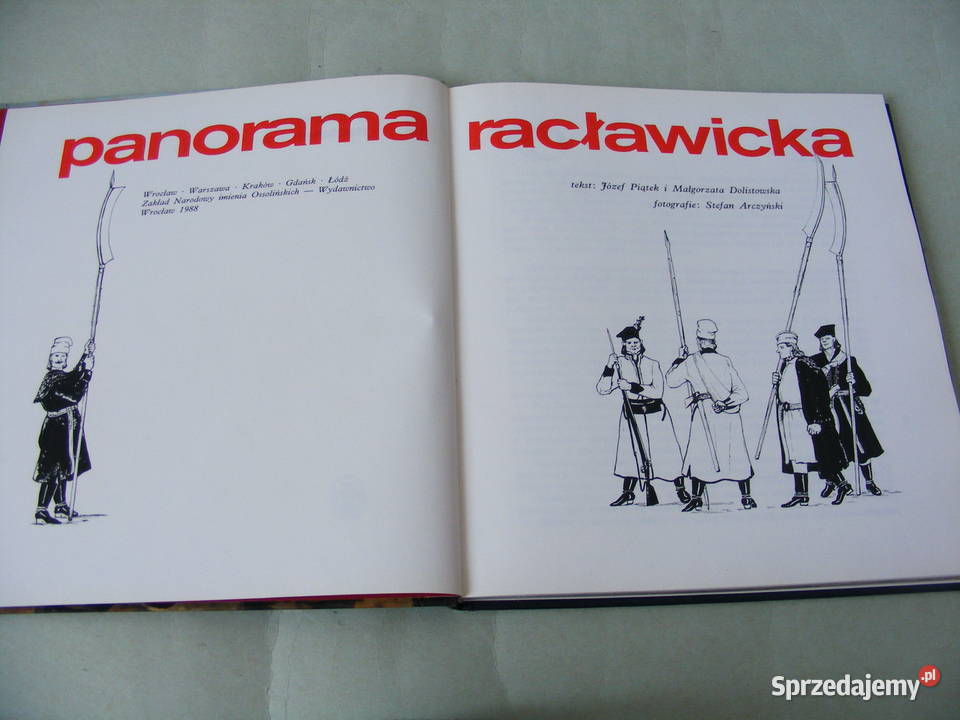 panorama racławicka
Wrocław · Warszawa · Kraków · Gdańsk · Łódź
Zakład Narodowy imienia Ossolińskich — Wydawnictwo
Wrocław 1988
tekst: Józef Piątek i Małgorzata Dolistowska
fotografie: Stefan Arczyński
Sprzedajemy.pl